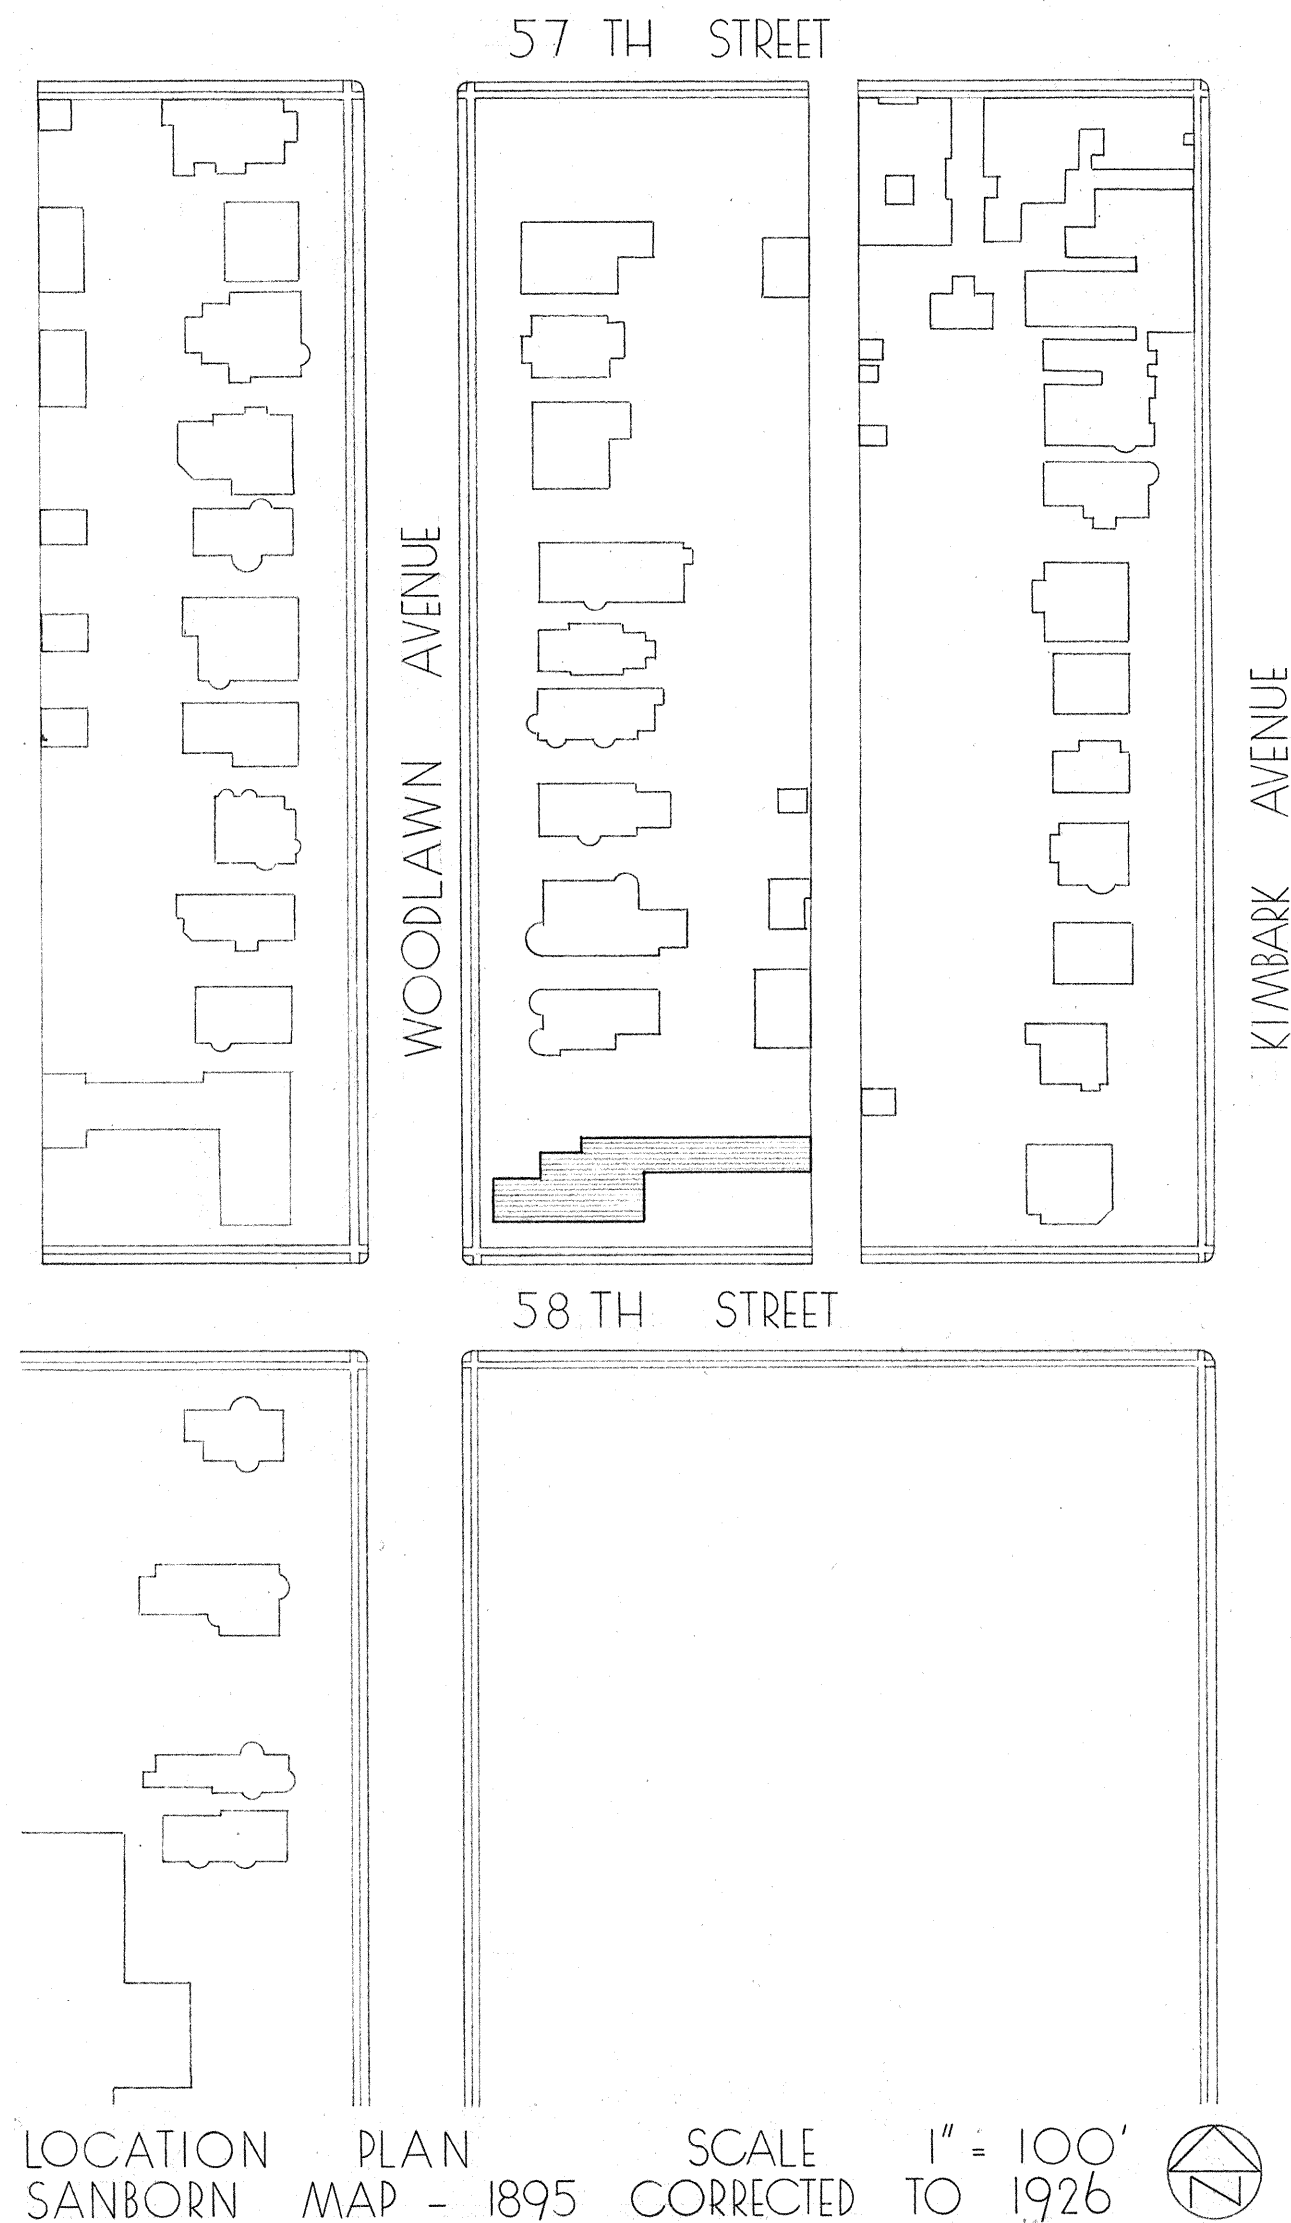 57 TH STREET
WOODLAWN AVENUE
KIMBARK AVENUE
58 TH STREET
LOCATION PLAN SCALE 1" = 100'
SANBORN MAP - 1895 CORRECTED TO 1926
N